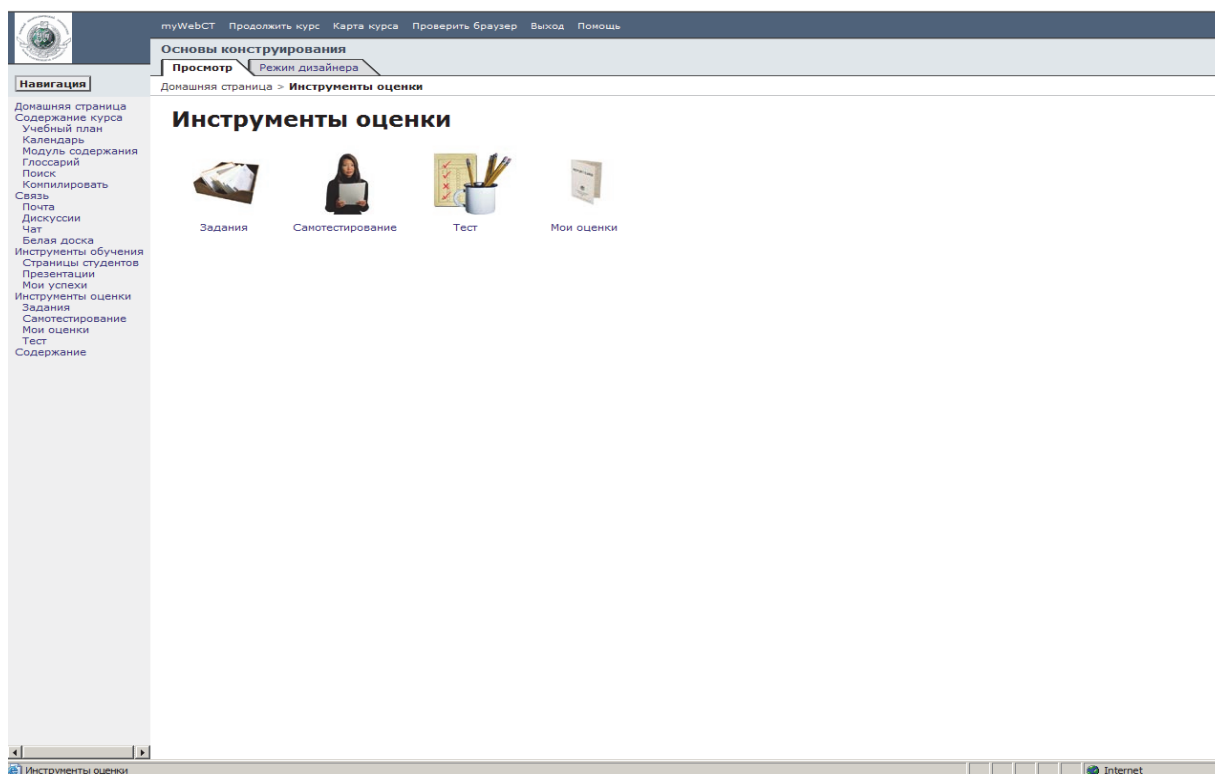 myWebCT Продолжить курс Карта курса Проверить браузер Выход Помощь
Основы конструирования
Просмотр Режим дизайнера
Домашняя страница > Инструменты оценки
Навигация
Домашняя страница
Содержание курса
Учебный план
Календарь
Модуль содержания
Глоссарий
Поиск
Компилировать
Связь
Почта
Дискуссии
Чат
Белая доска
Инструменты обучения
Страницы студентов
Презентации
Мои успехи
Инструменты оценки
Задания
Самотестирование
Мои оценки
Тест
Содержание
Инструменты оценки
Задания Самотестирование Тест Мои оценки
Инструменты оценки Internet